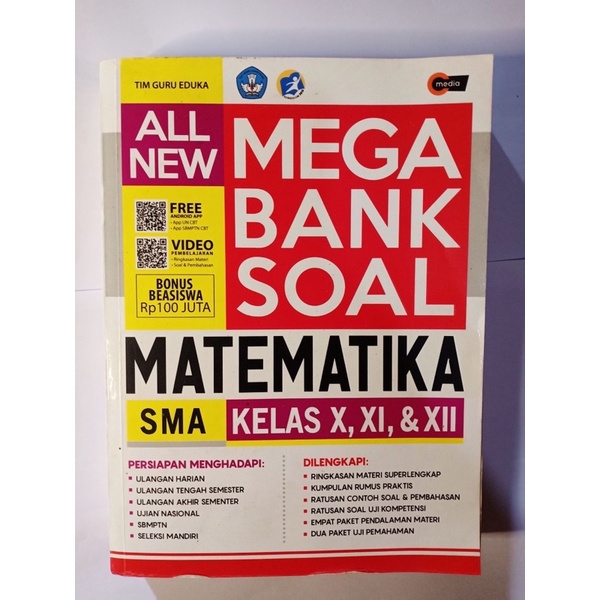 TIM GURU EDUKA
media
ALL
NEW
MEGA
BANK
SOAL
FREE
ANDROID APP
• App UN CBT
• App SBMPTN CBT
VIDEO
PEMBELAJARAN
• Ringkasan Materi
• Soal & Pembahasan
BONUS
BEASISWA
Rp100 JUTA
MATEMATIKA
SMA KELAS X, XI, & XII
PERSIAPAN MENGHADAPI:
• ULANGAN HARIAN
• ULANGAN TENGAH SEMESTER
• ULANGAN AKHIR SEMENTER
• UJIAN NASIONAL
• SBMPTN
• SELEKSI MANDIRI
DILENGKAPI:
• RINGKASAN MATERI SUPERLENGKAP
• KUMPULAN RUMUS PRAKTIS
• RATUSAN CONTOH SOAL & PEMBAHASAN
• RATUSAN SOAL UJI KOMPETENSI
• EMPAT PAKET PENDALAMAN MATERI
• DUA PAKET UJI PEMAHAMAN